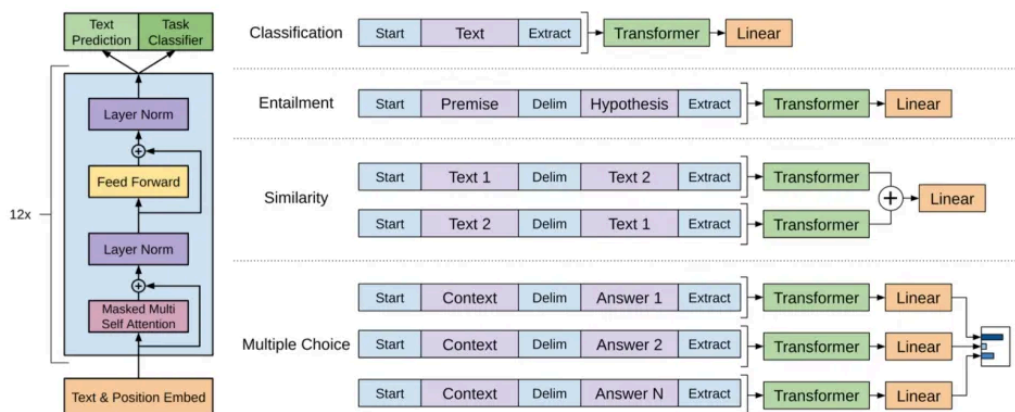 Text Prediction
Task Classifier
Layer Norm
Feed Forward
12x
Layer Norm
Masked Multi
Self Attention
Text & Position Embed
Classification Start Text Extract Transformer Linear
Entailment Start Premise Delim Hypothesis Extract Transformer Linear
Similarity
Start Text 1 Delim Text 2 Extract Transformer
Linear
Start Text 2 Delim Text 1 Extract Transformer
Multiple Choice
Start Context Delim Answer 1 Extract Transformer Linear
Start Context Delim Answer 2 Extract Transformer Linear
Start Context Delim Answer N Extract Transformer Linear